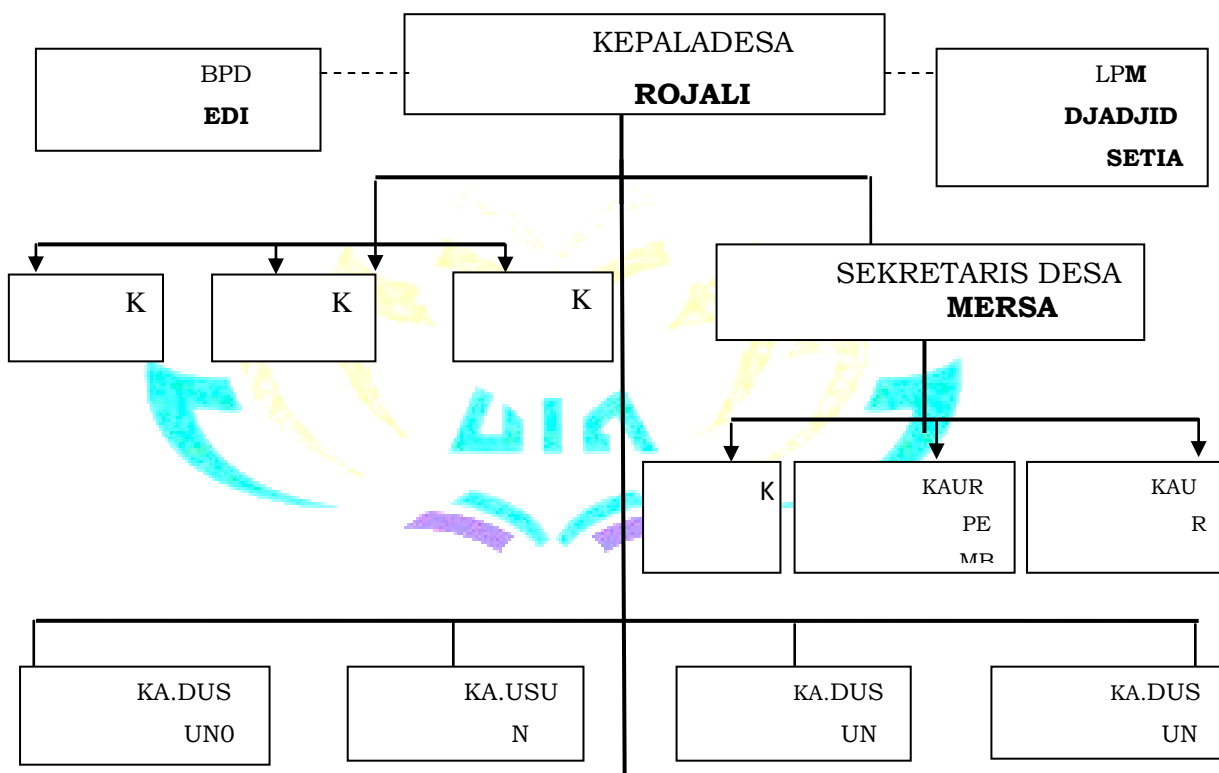 KEPALADESA
ROJALI
BPD
EDI
LPM
DJADJID
SETIA
K
K
K
SEKRETARIS DESA
MERSA
K
KAUR
PE
MB
KAU
R
KA.DUS
UN0
KA.USU
N
KA.DUS
UN
KA.DUS
UN